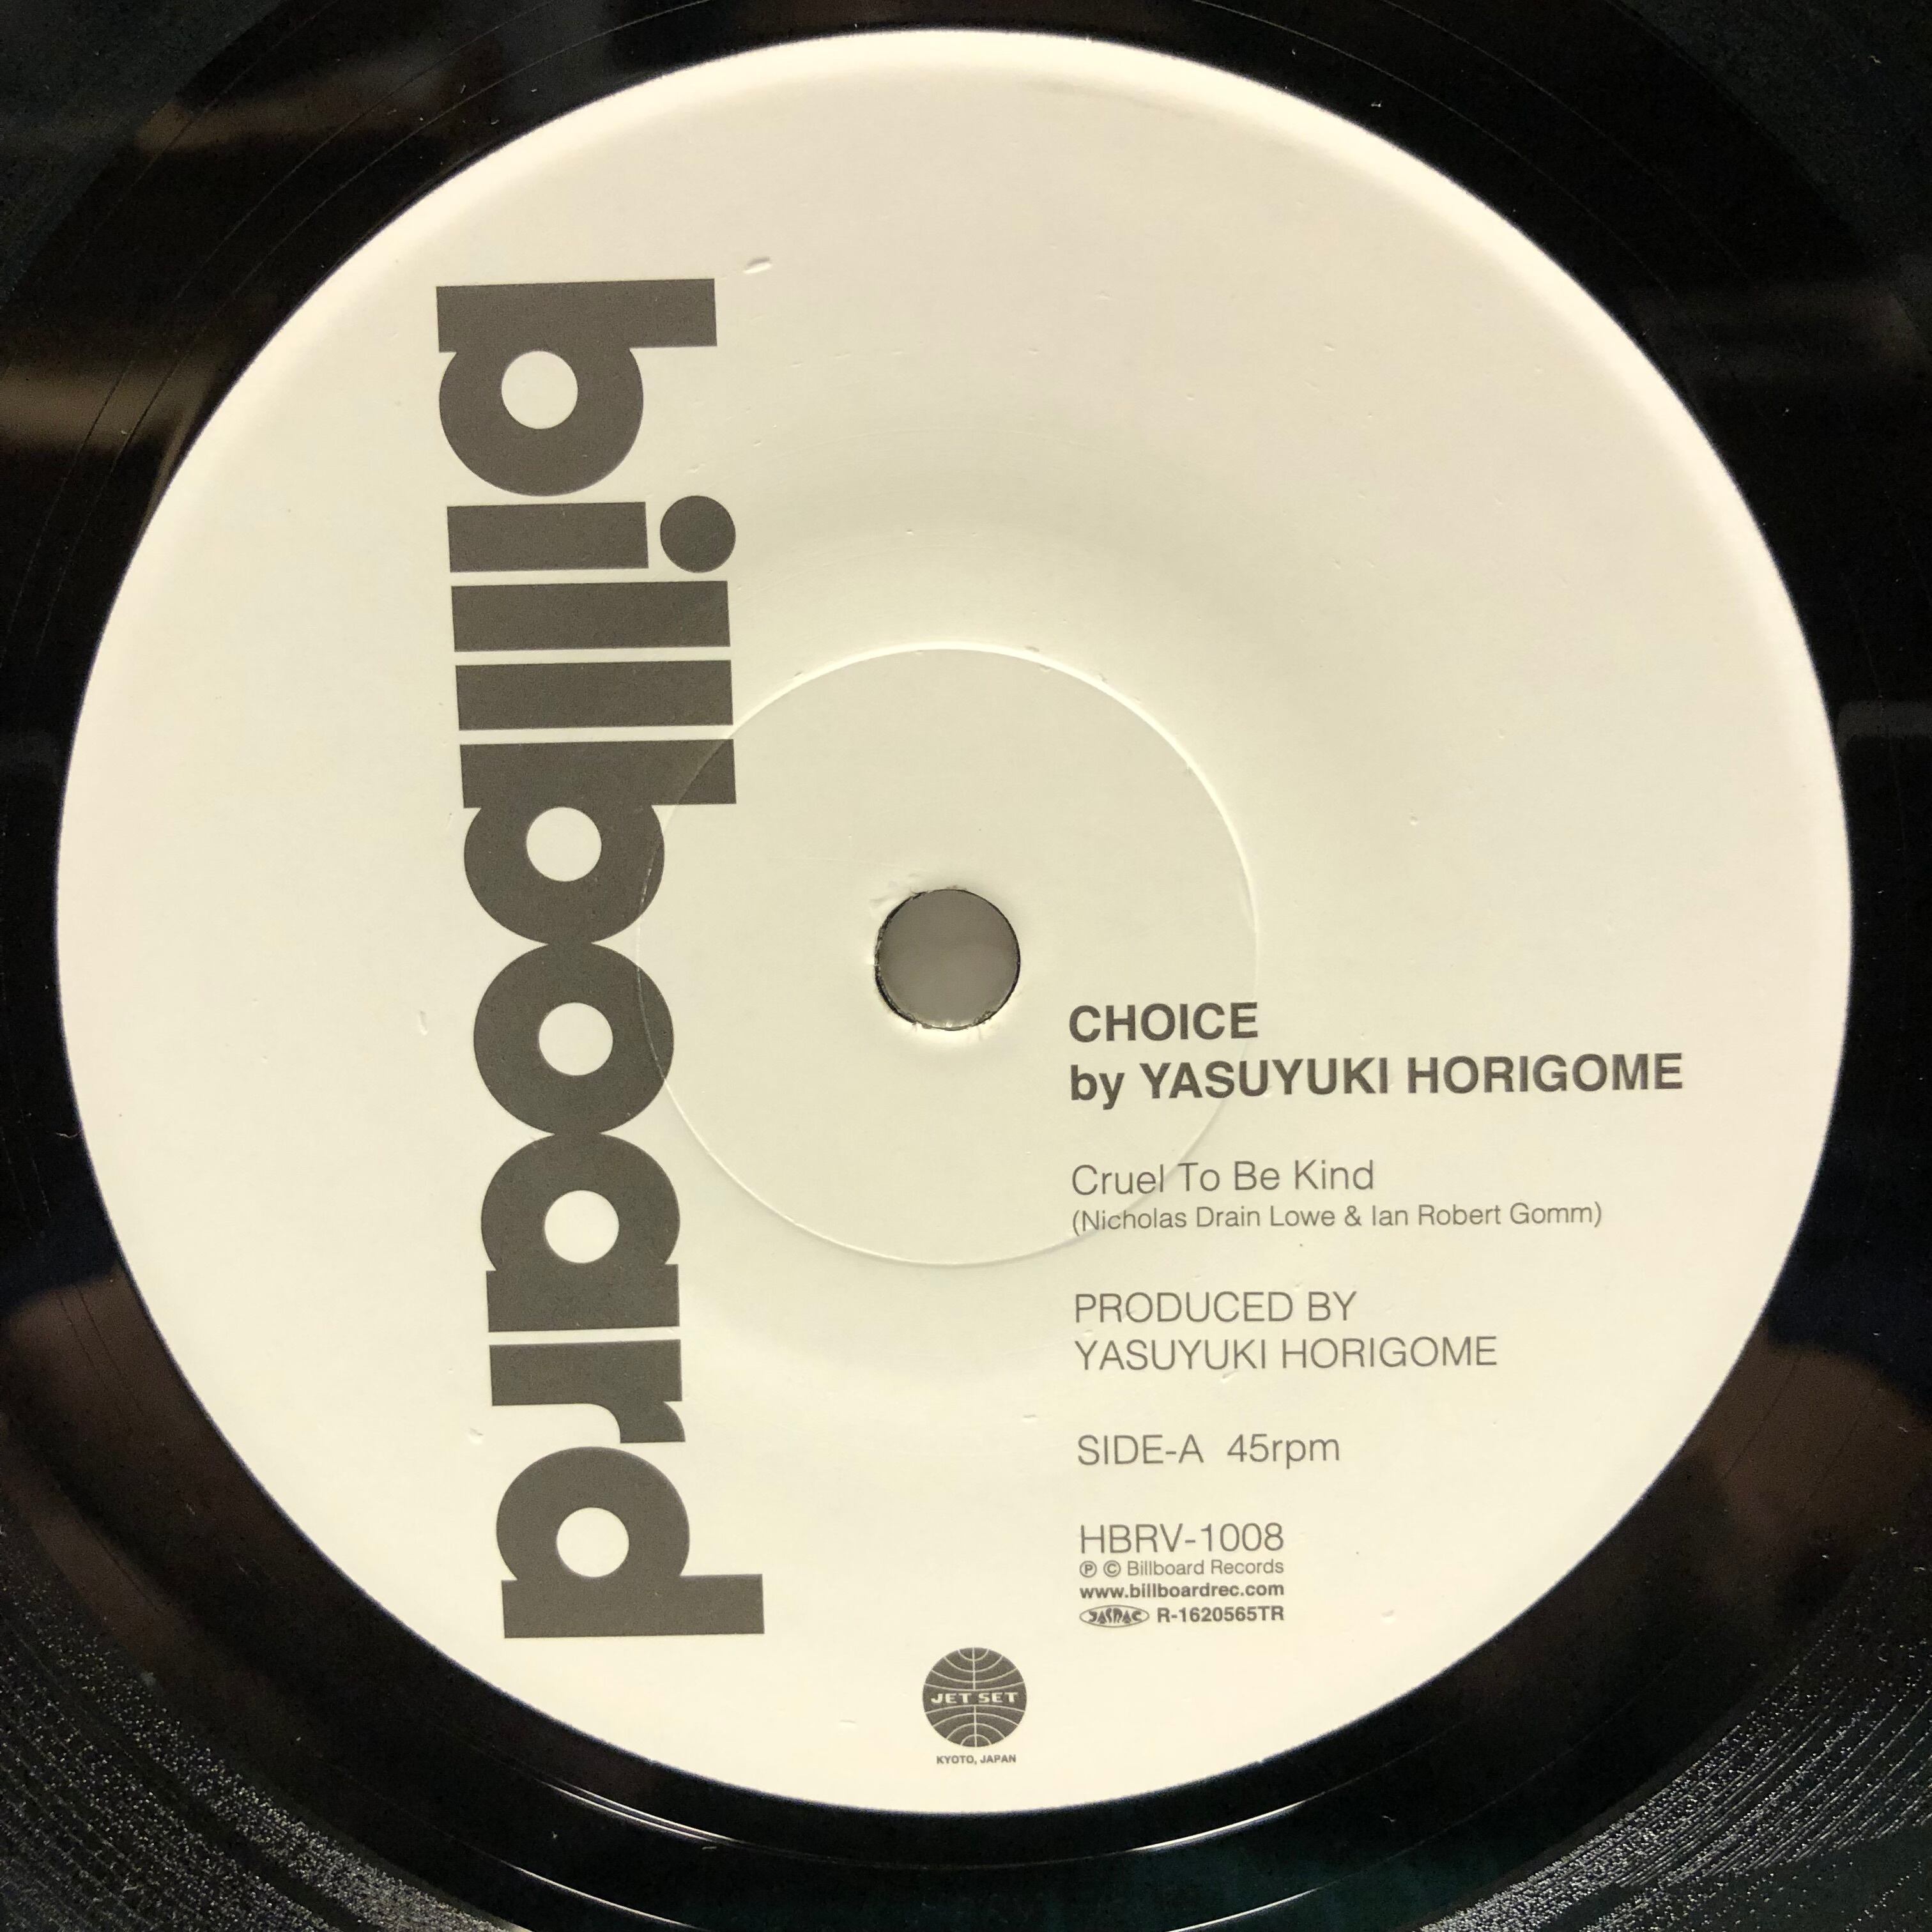 billboard
CHOICE
by YASUYUKI HORIGOME
Cruel To Be Kind
(Nicholas Drain Lowe & Ian Robert Gomm)
PRODUCED BY
YASUYUKI HORIGOME
SIDE-A 45rpm
HBRV-1008
℗ © Billboard Records
www.billboardrec.com
JASRAC R-1620565TR
JET SET
KYOTO, JAPAN